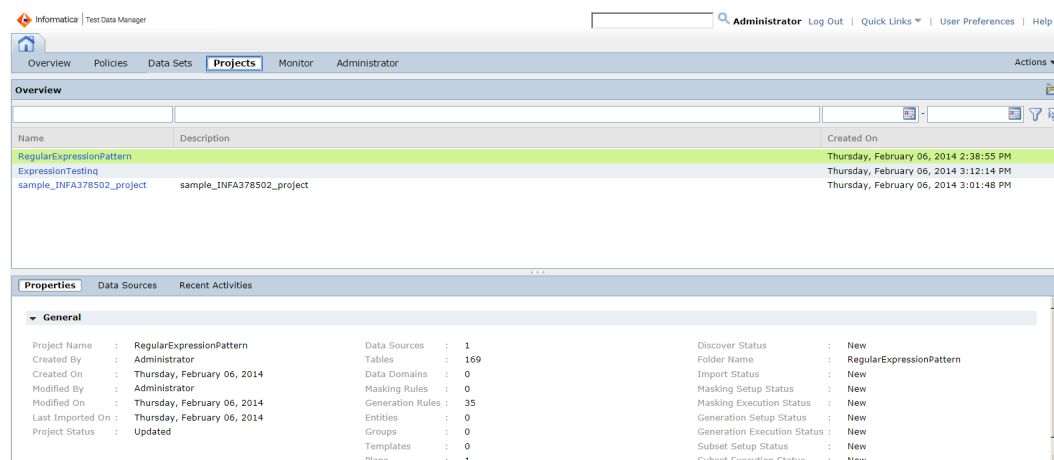 Informatica | Test Data Manager Administrator Log Out | Quick Links | User Preferences | Help
Overview Policies Data Sets Projects Monitor Administrator Actions
Overview
-
Name Description Created On
RegularExpressionPattern Thursday, February 06, 2014 2:38:55 PM
ExpressionTesting Thursday, February 06, 2014 3:12:14 PM
sample_INFA378502_project sample_INFA378502_project Thursday, February 06, 2014 3:01:48 PM
Properties Data Sources Recent Activities
General
Project Name : RegularExpressionPattern Data Sources : 1 Discover Status : New
Created By : Administrator Tables : 169 Folder Name : RegularExpressionPattern
Created On : Thursday, February 06, 2014 Data Domains : 0 Import Status : New
Modified By : Administrator Masking Rules : 0 Masking Setup Status : New
Modified On : Thursday, February 06, 2014 Generation Rules : 35 Masking Execution Status : New
Last Imported On : Thursday, February 06, 2014 Entities : 0 Generation Setup Status : New
Project Status : Updated Groups : 0 Generation Execution Status : New
Templates : 0 Subset Setup Status : New
Plans : 1 Subset Execution Status : New